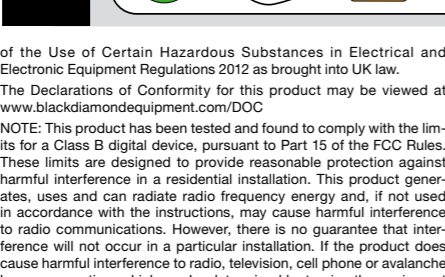 of the Use of Certain Hazardous Substances in Electrical and
Electronic Equipment Regulations 2012 as brought into UK law.
The Declarations of Conformity for this product may be viewed at
www.blackdiamondequipment.com/DOC
NOTE: This product has been tested and found to comply with the lim-
its for a Class B digital device, pursuant to Part 15 of the FCC Rules.
These limits are designed to provide reasonable protection against
harmful interference in a residential installation. This product gener-
ates, uses and can radiate radio frequency energy and, if not used
in accordance with the instructions, may cause harmful interference
to radio communications. However, there is no guarantee that inter-
ference will not occur in a particular installation. If the product does
cause harmful interference to radio, television, cell phone or avalanche